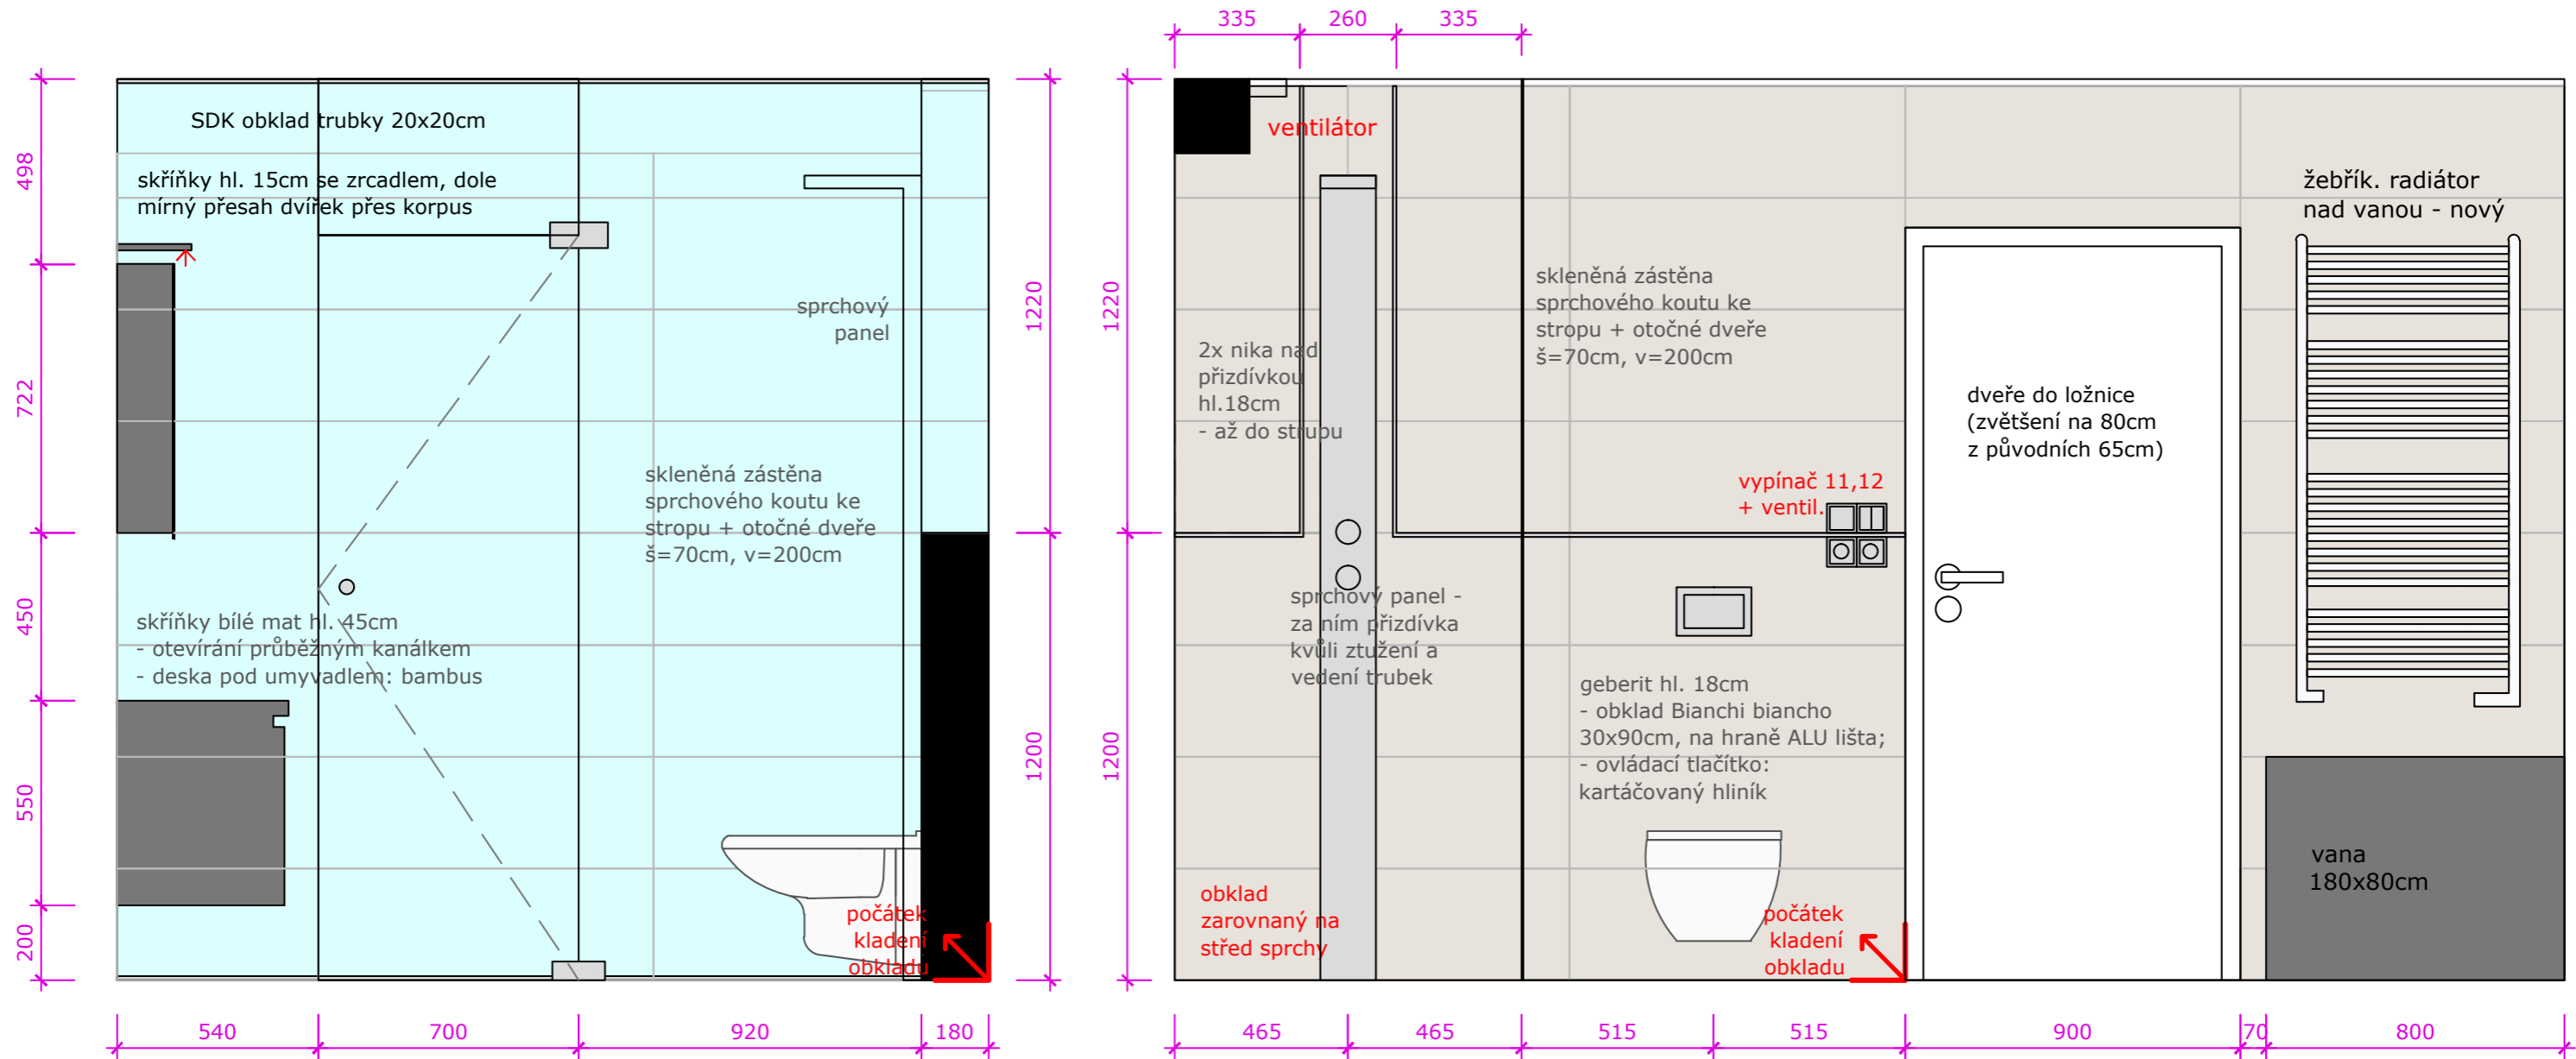 335
260
335
SDK obklad trubky 20x20cm
skříňky hl. 15cm se zrcadlem, dole
mírný přesah dvířek přes korpus
sprchový
panel
skleněná zástěna
sprchového koutu ke
stropu + otočné dveře
š=70cm, v=200cm
skříňky bílé mat hl. 45cm
- otevírání průběžným kanálkem
- deska pod umyvadlem: bambus
počátek
kladení
obkladu
498
722
450
550
200
540
700
920
180
1220
1200
1220
1200
ventilátor
2x nika nad
přizdívkou
hl.18cm
- až do stropu
skleněná zástěna
sprchového koutu ke
stropu + otočné dveře
š=70cm, v=200cm
vypínač 11,12
+ ventil.
sprchový panel -
za ním přizdívka
kvůli ztužení a
vedení trubek
geberit hl. 18cm
- obklad Bianchi biancho
30x90cm, na hraně ALU lišta;
- ovládací tlačítko:
kartáčovaný hliník
obklad
zarovnaný na
střed sprchy
počátek
kladení
obkladu
dveře do ložnice
(zvětšení na 80cm
z původních 65cm)
žebřík. radiátor
nad vanou - nový
vana
180x80cm
465
465
515
515
900
70
800